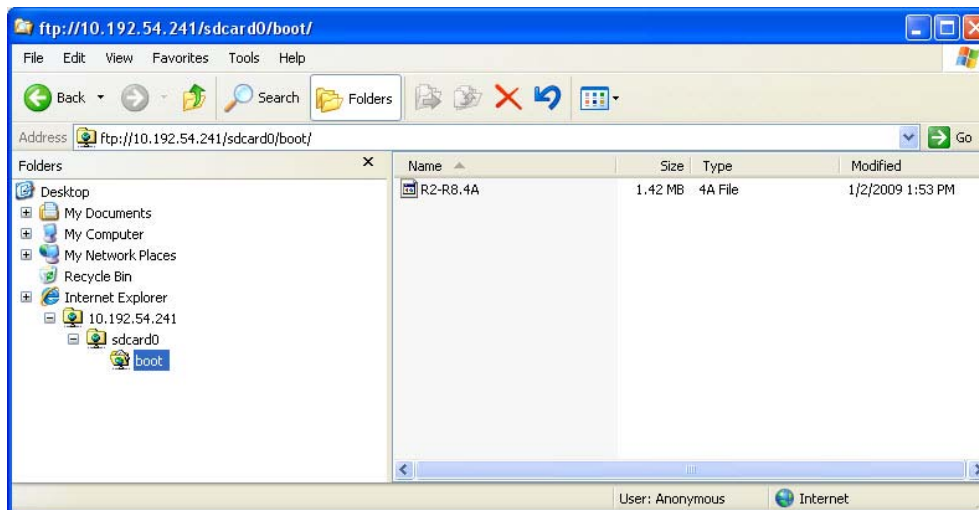 ftp://10.192.54.241/sdcard0/boot/
File Edit View Favorites Tools Help
Back Search Folders
Address ftp://10.192.54.241/sdcard0/boot/ Go
Folders x Name Size Type Modified
Desktop R2-R8.4A 1.42 MB 4A File 1/2/2009 1:53 PM
My Documents
My Computer
My Network Places
Recycle Bin
Internet Explorer
10.192.54.241
sdcard0
boot
User: Anonymous Internet